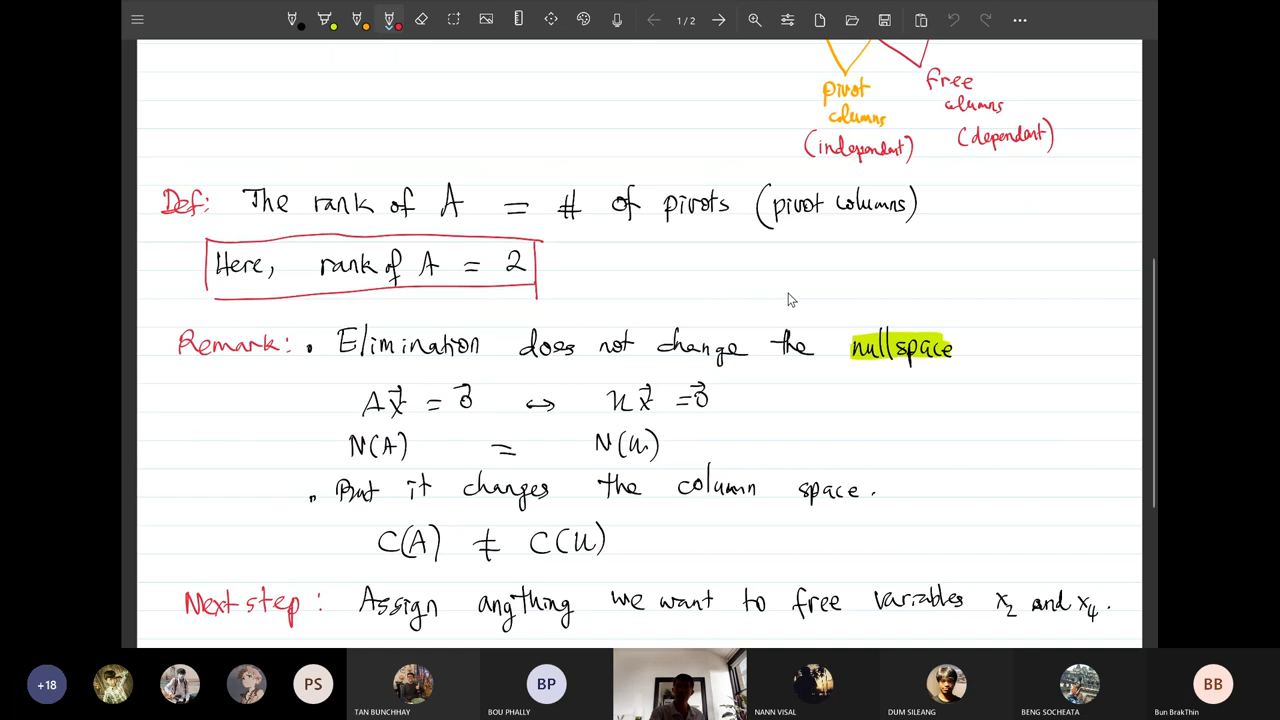 1 / 2
pivot
columns
(independent)
free
columns
(dependent)
Def: The rank of A = # of pivots (pivot columns)
Here, rank of A = 2
Remark: . Elimination does not change the nullspace
Ax⃗ = 0⃗ ↔ Ux⃗ = 0⃗
N(A) = N(U)
. But it changes the column space.
C(A) ≠ C(U)
Next step: Assign anything we want to free variables x₂ and x₄.
+18
PS
TAN BUNCHHAY
BP
BOU PHALLY
NANN VISAL
DUM SILEANG
BENG SOCHEATA
BB
Bun BrakThin